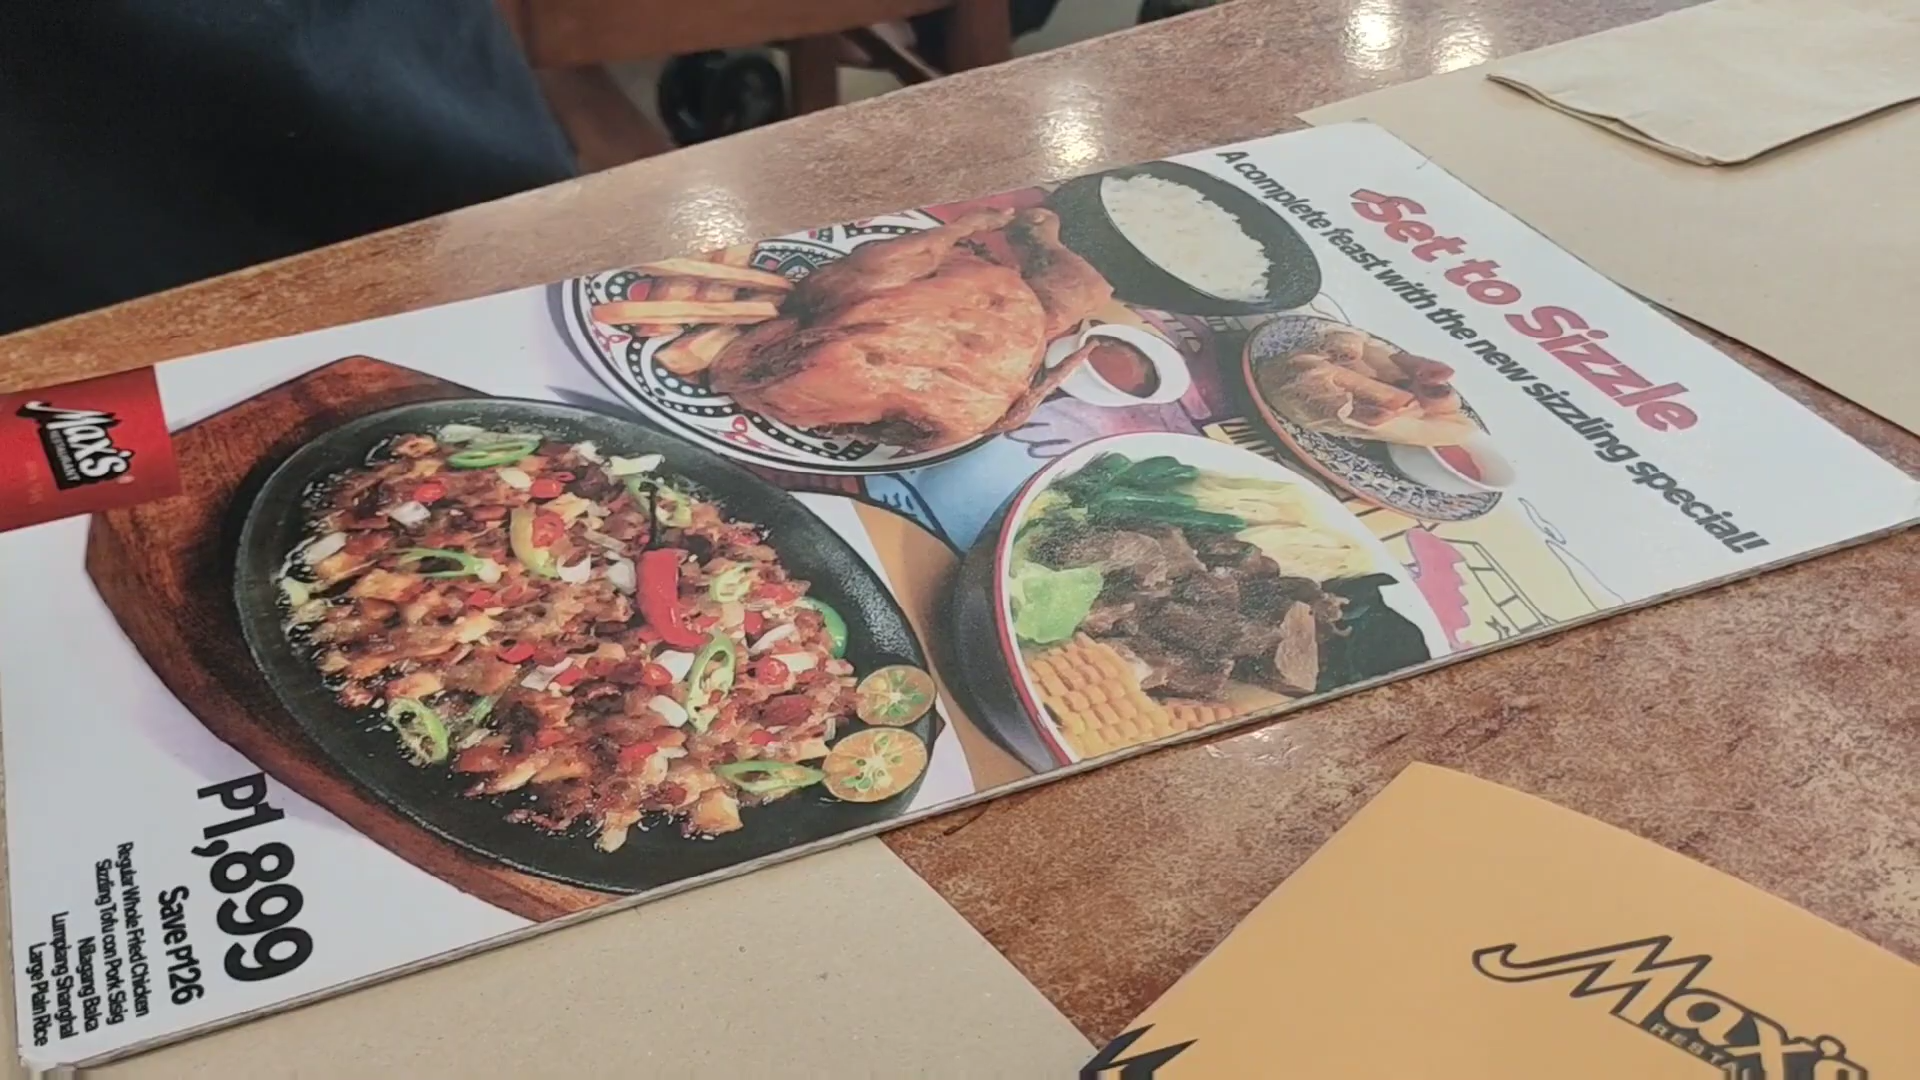 Set to Sizzle
A complete feast with the new sizzling special!
Max's
RESTAURANT
P1,899
Save P126
Regular Whole Fried Chicken
Sizzling Tofu con Pork Sisig
Nilagang Baka
Lumpiang Shanghai
Large Plain Rice
Max's